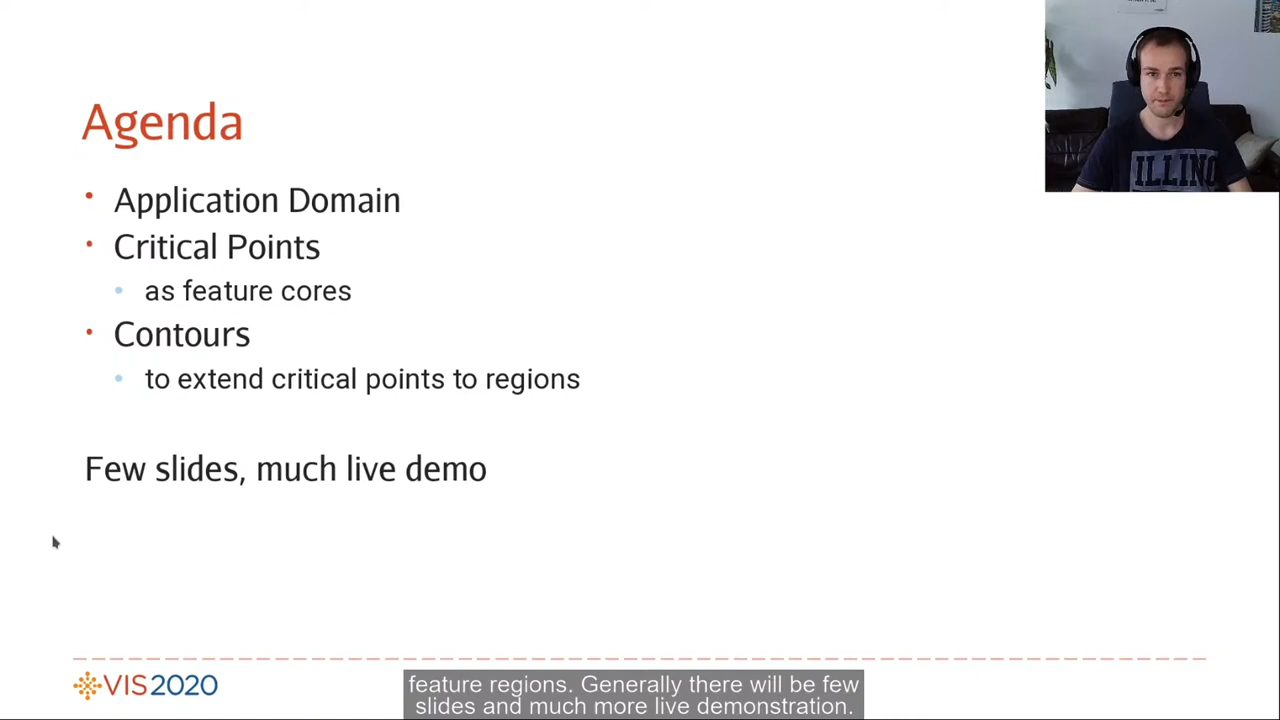 Agenda
Application Domain
Critical Points
as feature cores
Contours
to extend critical points to regions
Few slides, much live demo
ILLINO
VIS2020
feature regions. Generally there will be few
slides and much more live demonstration.